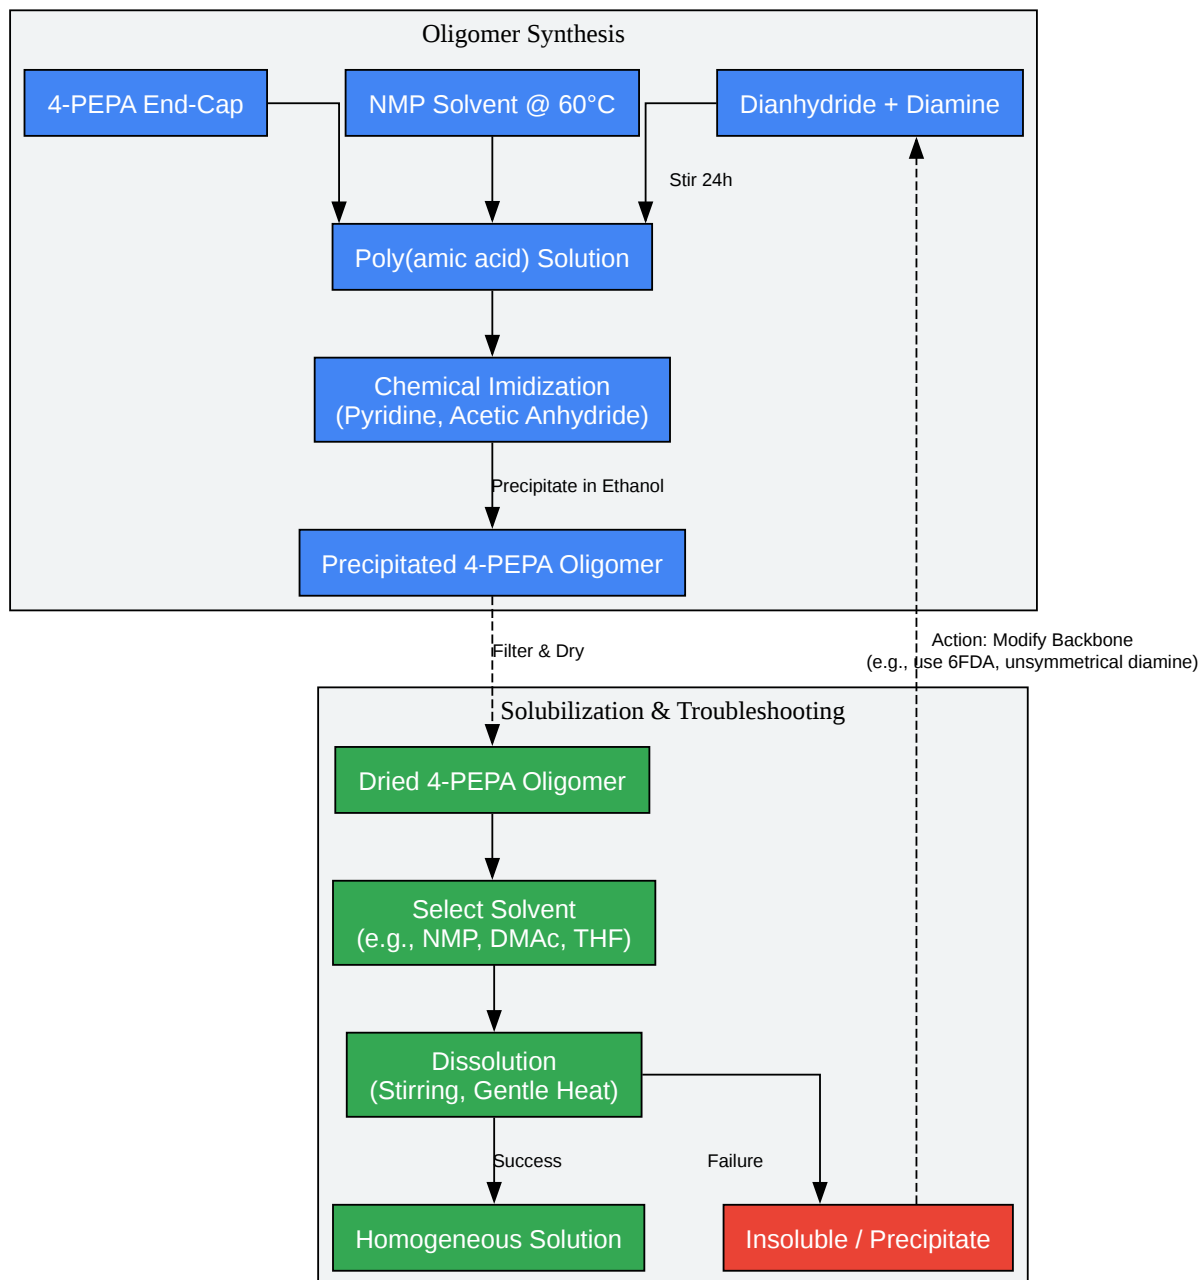 Oligomer Synthesis
4-PEPA End-Cap
NMP Solvent @ 60°C
Dianhydride + Diamine
Stir 24h
Poly(amic acid) Solution
Chemical Imidization
(Pyridine, Acetic Anhydride)
Precipitate in Ethanol
Precipitated 4-PEPA Oligomer
Filter & Dry
Action: Modify Backbone
(e.g., use 6FDA, unsymmetrical diamine)
Solubilization & Troubleshooting
Dried 4-PEPA Oligomer
Select Solvent
(e.g., NMP, DMAc, THF)
Dissolution
(Stirring, Gentle Heat)
Success
Failure
Homogeneous Solution
Insoluble / Precipitate